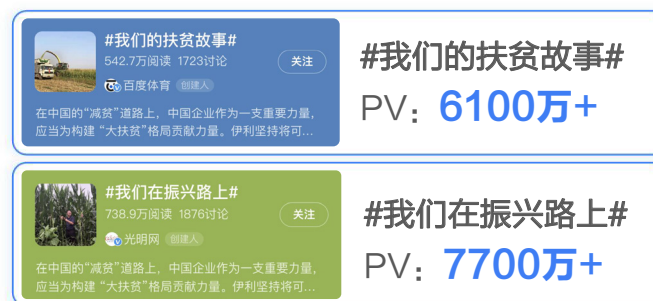 #我们的扶贫故事#
542.7万阅读 1723讨论
关注
百度体育 创建人
在中国的“减贫”道路上，中国企业作为一支重要力量，
应当为构建 “大扶贫”格局贡献力量。伊利坚持将可...
#我们的扶贫故事#
PV：6100万+
#我们在振兴路上#
738.9万阅读 1876讨论
关注
光明网 创建人
在中国的“减贫”道路上，中国企业作为一支重要力量，
应当为构建 “大扶贫”格局贡献力量。伊利坚持将可...
#我们在振兴路上#
PV：7700万+